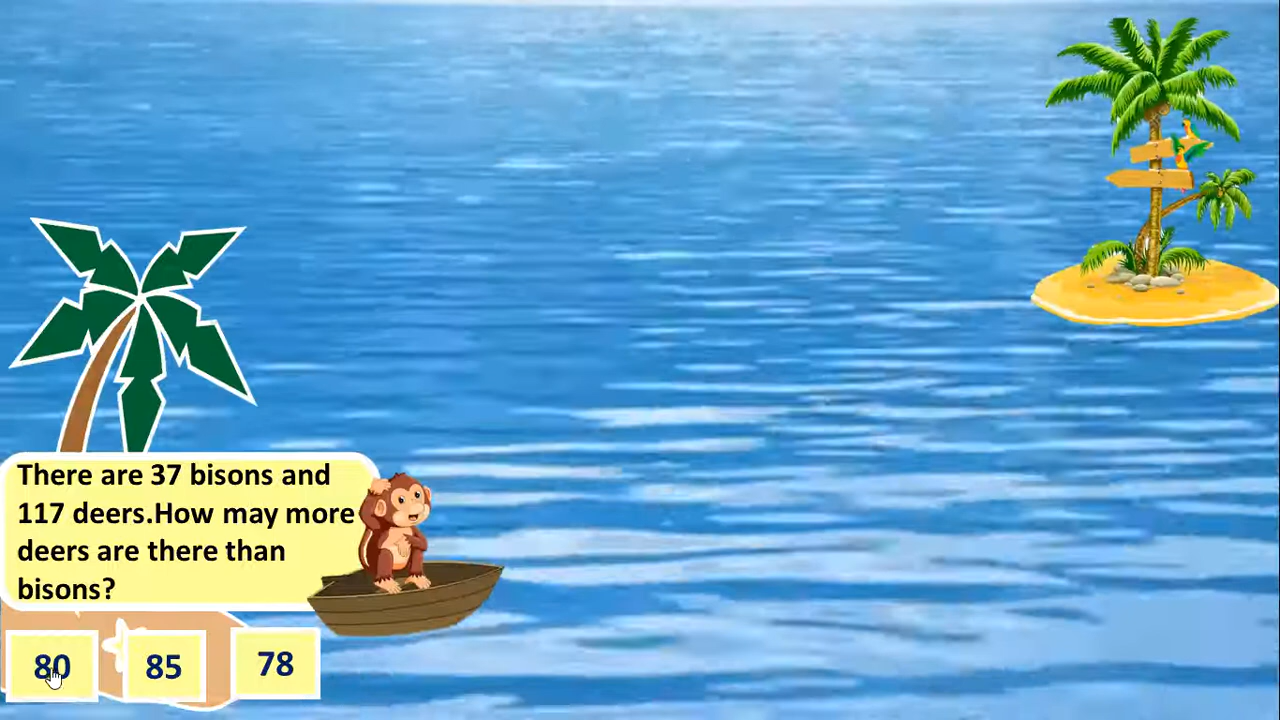 There are 37 bisons and
117 deers.How may more
deers are there than
bisons?
80
85
78